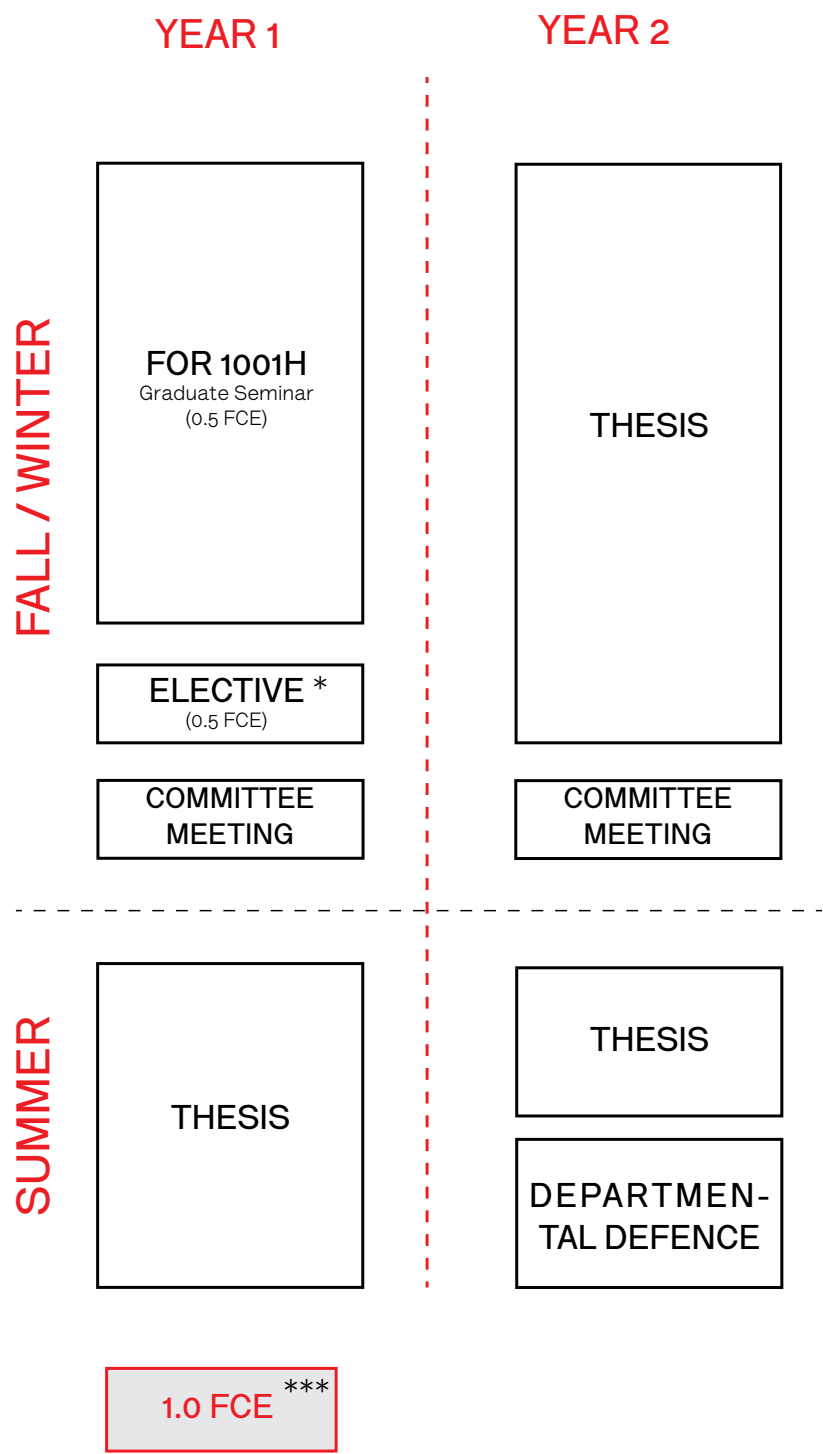 YEAR 1
YEAR 2
FALL / WINTER
FOR 1001H
Graduate Seminar
(0.5 FCE)
THESIS
ELECTIVE *
(0.5 FCE)
COMMITTEE
MEETING
COMMITTEE
MEETING
SUMMER
THESIS
THESIS
DEPARTMEN-
TAL DEFENCE
1.0 FCE ***